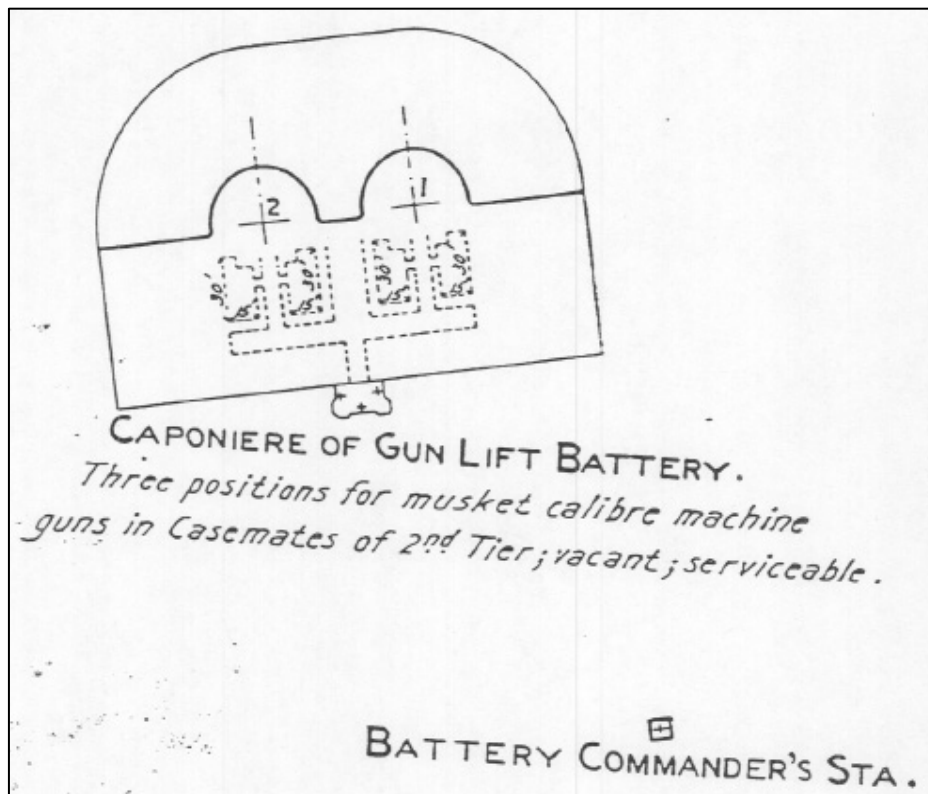 2 1
30' 30' 30' 30'
CAPONIERE OF GUN LIFT BATTERY.
Three positions for musket calibre machine
guns in Casemates of 2nd Tier; vacant; serviceable.
BATTERY COMMANDER'S STA.